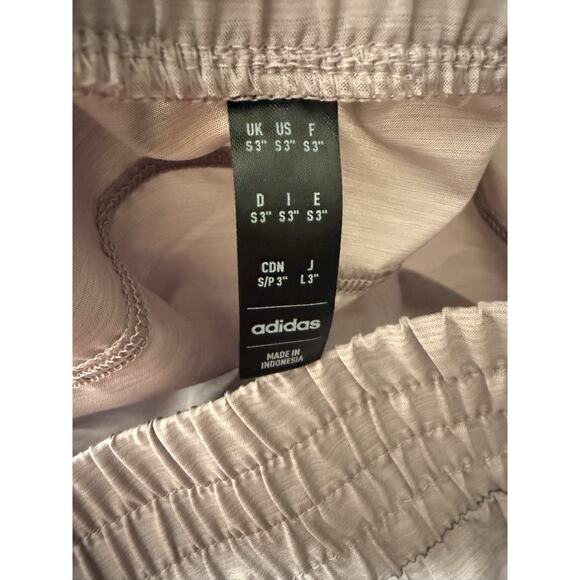 UK US F
S 3" S 3" S 3"
D I E
S 3" S 3" S 3"
CDN J
S/P 3" L 3"
adidas
MADE IN
INDONESIA